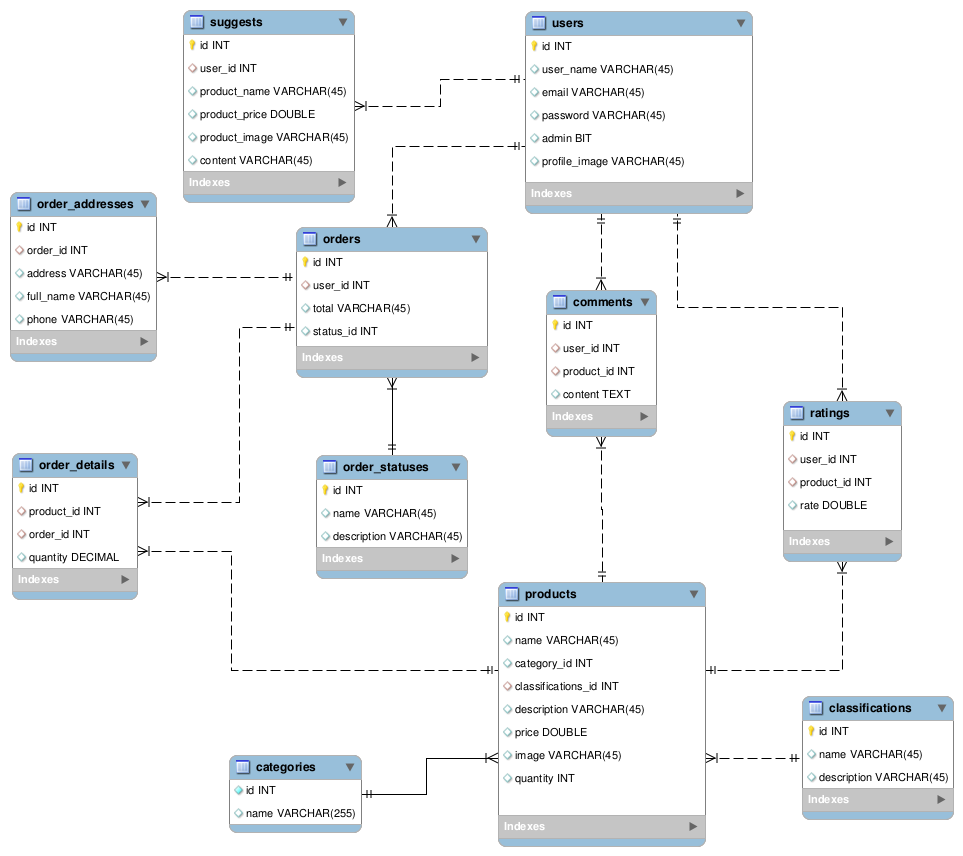 suggests
id INT
user_id INT
product_name VARCHAR(45)
product_price DOUBLE
product_image VARCHAR(45)
content VARCHAR(45)
Indexes
users
id INT
user_name VARCHAR(45)
email VARCHAR(45)
password VARCHAR(45)
admin BIT
profile_image VARCHAR(45)
Indexes
order_addresses
id INT
order_id INT
address VARCHAR(45)
full_name VARCHAR(45)
phone VARCHAR(45)
Indexes
orders
id INT
user_id INT
total VARCHAR(45)
status_id INT
Indexes
comments
id INT
user_id INT
product_id INT
content TEXT
Indexes
ratings
id INT
user_id INT
product_id INT
rate DOUBLE
Indexes
order_details
id INT
product_id INT
order_id INT
quantity DECIMAL
Indexes
order_statuses
id INT
name VARCHAR(45)
description VARCHAR(45)
Indexes
products
id INT
name VARCHAR(45)
category_id INT
classifications_id INT
description VARCHAR(45)
price DOUBLE
image VARCHAR(45)
quantity INT
Indexes
classifications
id INT
name VARCHAR(45)
description VARCHAR(45)
Indexes
categories
id INT
name VARCHAR(255)